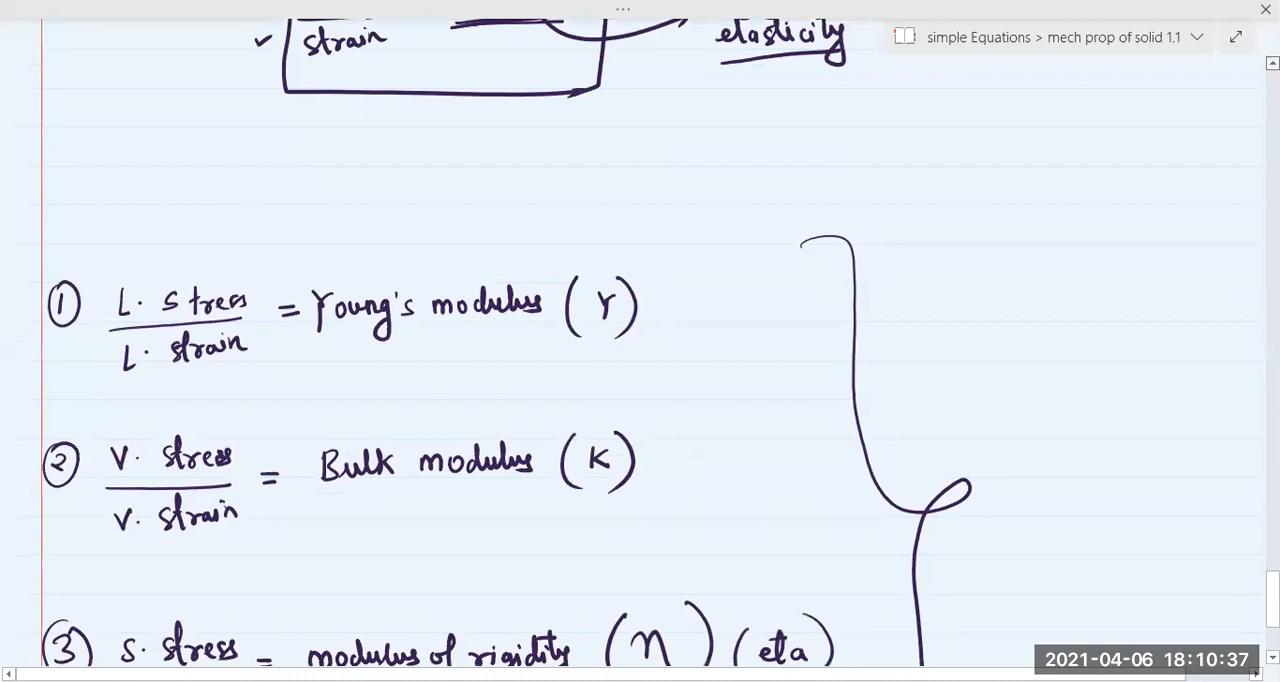 strain
elasticity
simple Equations > mech prop of solid 1.1
① L. stress / L. strain = Young's modulus (Y)
② V. stress / V. strain = Bulk modulus (K)
③ S. stress = modulus of rigidity (η) (eta)
2021-04-06 18:10:37